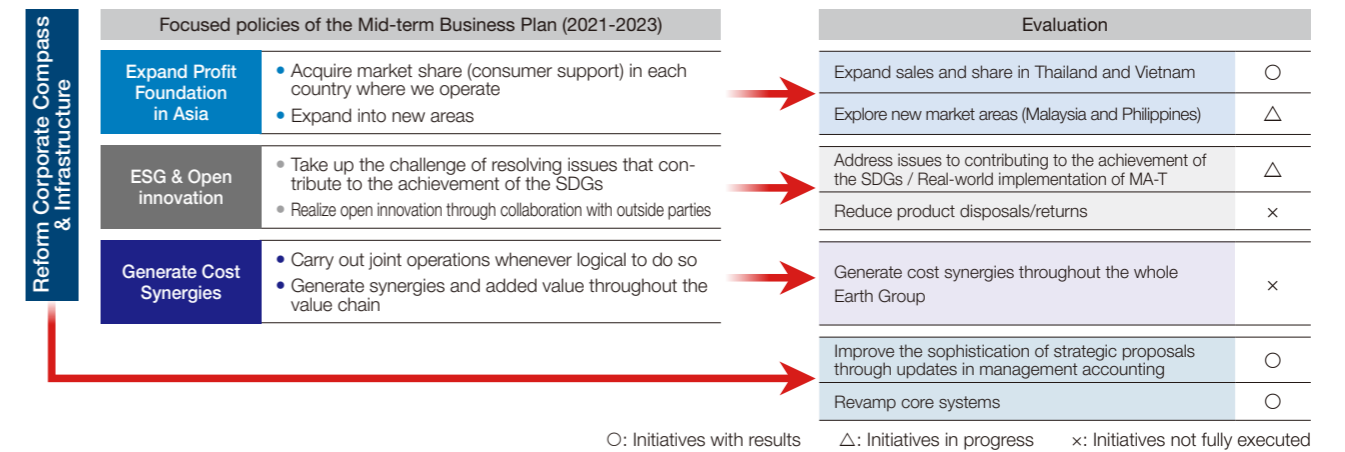 Reform Corporate Compass
& Infrastructure
Focused policies of the Mid-term Business Plan (2021-2023)
Evaluation
Expand Profit
Foundation
in Asia
• Acquire market share (consumer support) in each
country where we operate
• Expand into new areas
Expand sales and share in Thailand and Vietnam ○
Explore new market areas (Malaysia and Philippines) △
ESG & Open
innovation
• Take up the challenge of resolving issues that con-
tribute to the achievement of the SDGs
• Realize open innovation through collaboration with outside parties
Address issues to contributing to the achievement of
the SDGs / Real-world implementation of MA-T △
Reduce product disposals/returns ×
Generate Cost
Synergies
• Carry out joint operations whenever logical to do so
• Generate synergies and added value throughout the
value chain
Generate cost synergies throughout the whole
Earth Group ×
Improve the sophistication of strategic proposals
through updates in management accounting ○
Revamp core systems ○
○: Initiatives with results △: Initiatives in progress ×: Initiatives not fully executed